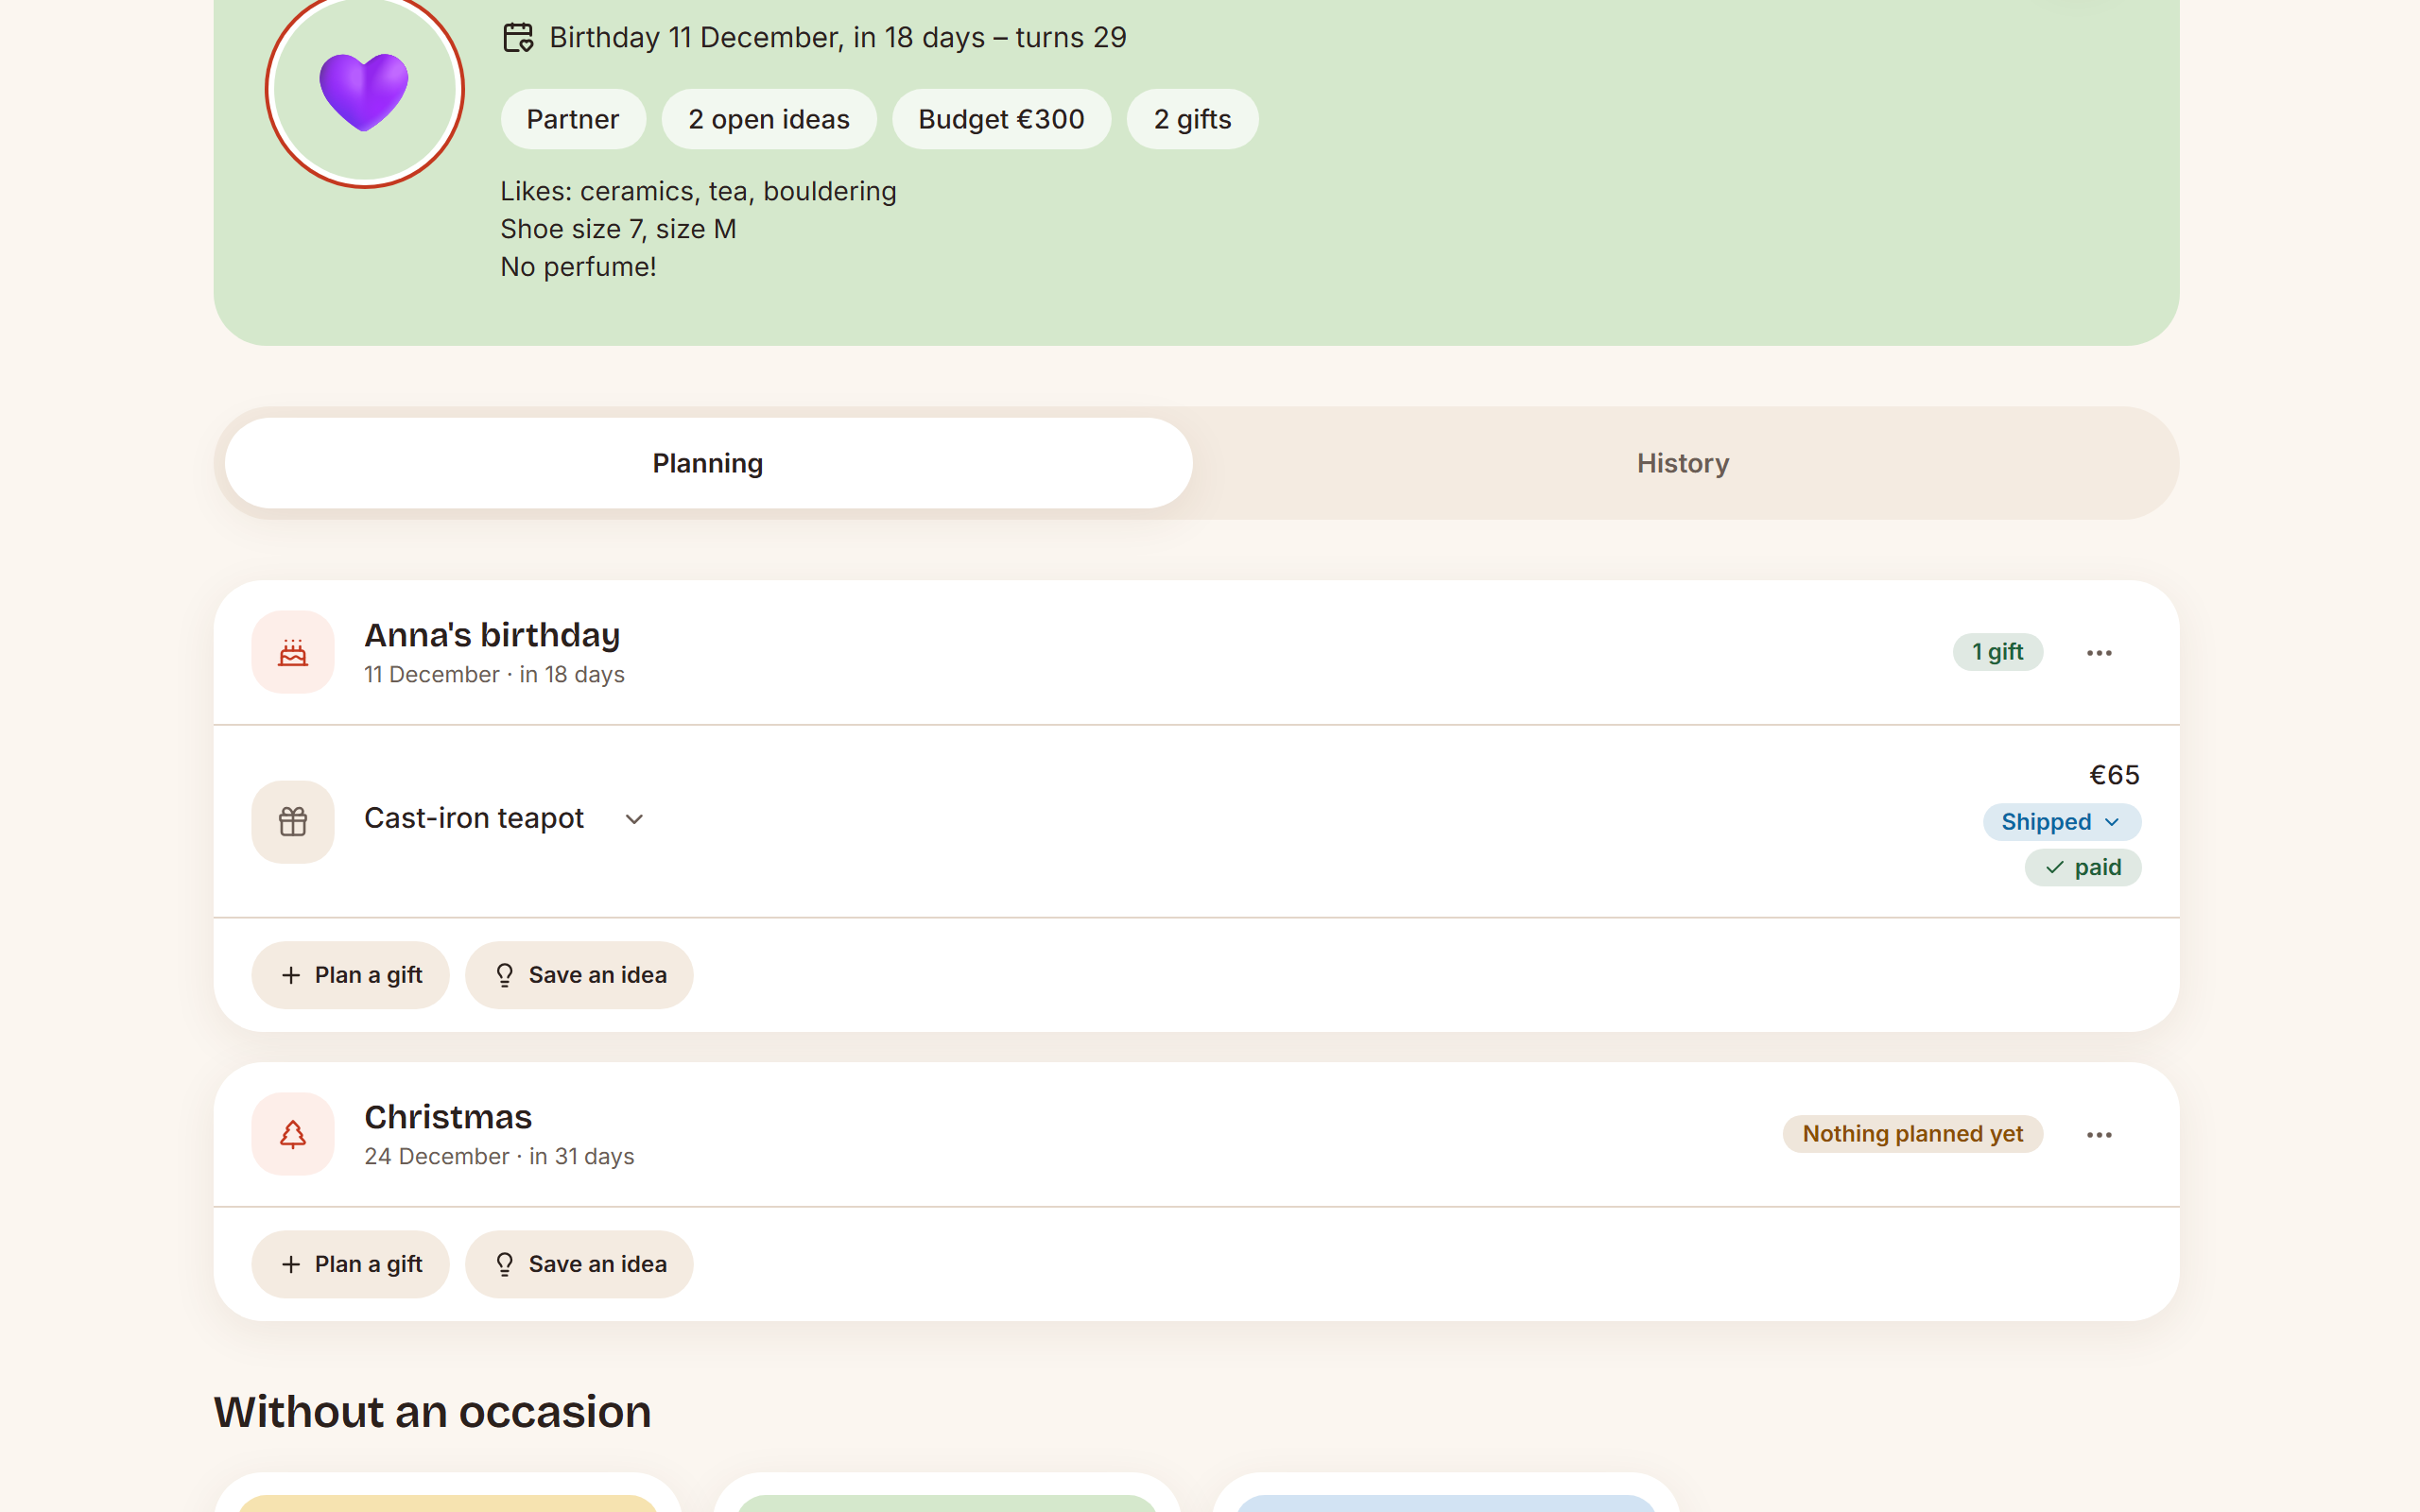 Birthday 11 December, in 18 days – turns 29
Partner
2 open ideas
Budget €300
2 gifts
Likes: ceramics, tea, bouldering
Shoe size 7, size M
No perfume!
Planning
History
Anna's birthday
11 December · in 18 days
1 gift
Cast-iron teapot
€65
Shipped
paid
Plan a gift
Save an idea
Christmas
24 December · in 31 days
Nothing planned yet
Plan a gift
Save an idea
Without an occasion